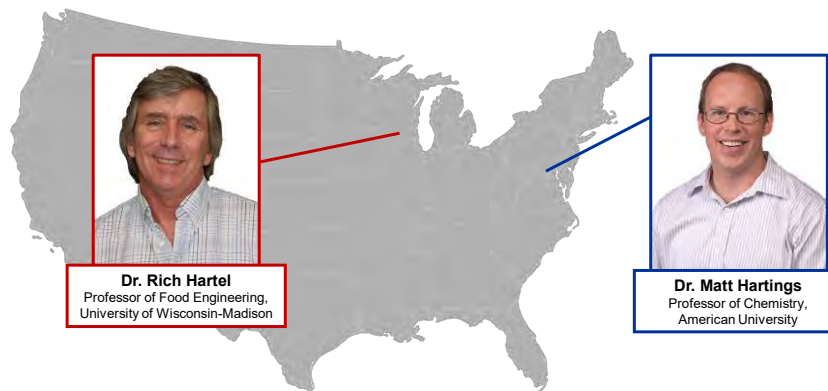 Dr. Rich Hartel
Professor of Food Engineering,
University of Wisconsin-Madison
Dr. Matt Hartings
Professor of Chemistry,
American University